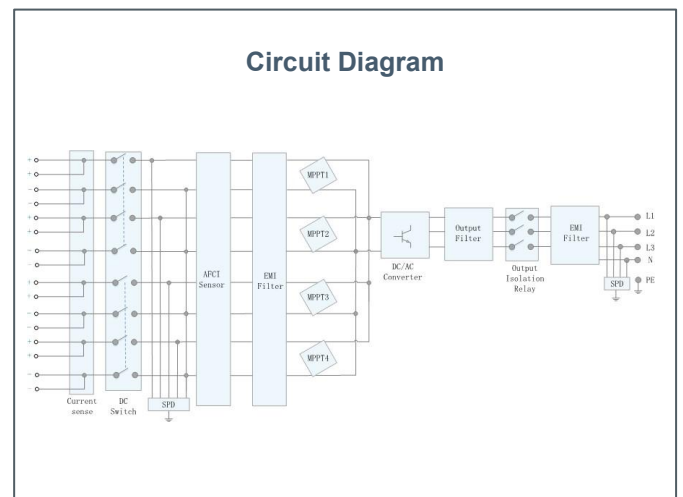 Circuit Diagram
+
+
-
-
+
+
-
-
+
+
-
-
+
+
-
-
Current
sense
DC
Switch
SPD
AFCI
Sensor
EMI
Filter
MPPT1
MPPT2
MPPT3
MPPT4
DC/AC
Converter
Output
Filter
Output
Isolation
Relay
EMI
Filter
SPD
L1
L2
L3
N
PE